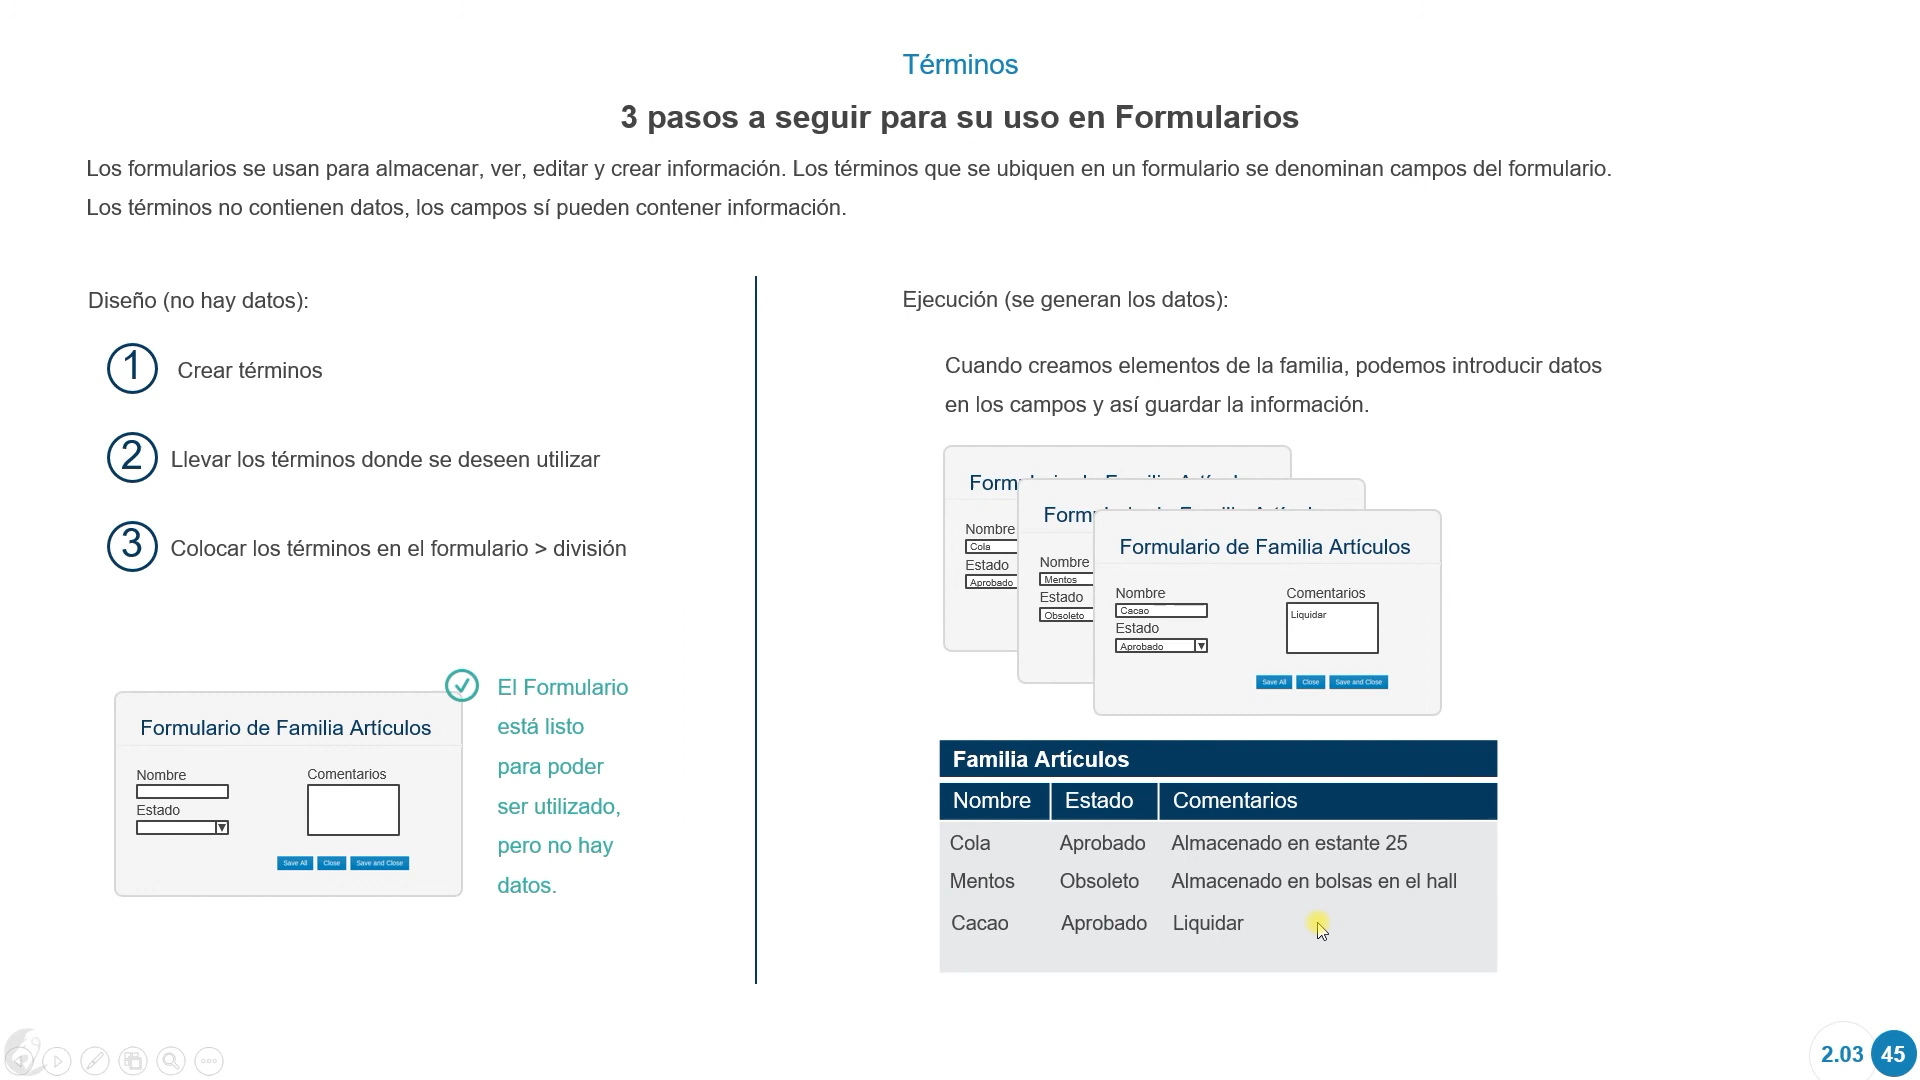 Términos
3 pasos a seguir para su uso en Formularios
Los formularios se usan para almacenar, ver, editar y crear información. Los términos que se ubiquen en un formulario se denominan campos del formulario.
Los términos no contienen datos, los campos sí pueden contener información.
Diseño (no hay datos):
1 Crear términos
2 Llevar los términos donde se deseen utilizar
3 Colocar los términos en el formulario > división
Formulario de Familia Artículos
Nombre
Estado
Comentarios
Save All Close Save and Close
El Formulario
está listo
para poder
ser utilizado,
pero no hay
datos.
Ejecución (se generan los datos):
Cuando creamos elementos de la familia, podemos introducir datos
en los campos y así guardar la información.
Nombre
Cola
Estado
Aprobado
Nombre
Mentos
Estado
Obsoleto
Formulario de Familia Artículos
Nombre
Cacao
Estado
Aprobado
Comentarios
Liquidar
Save All Close Save and Close
Familia Artículos
Nombre Estado Comentarios
Cola Aprobado Almacenado en estante 25
Mentos Obsoleto Almacenado en bolsas en el hall
Cacao Aprobado Liquidar
2.03 45